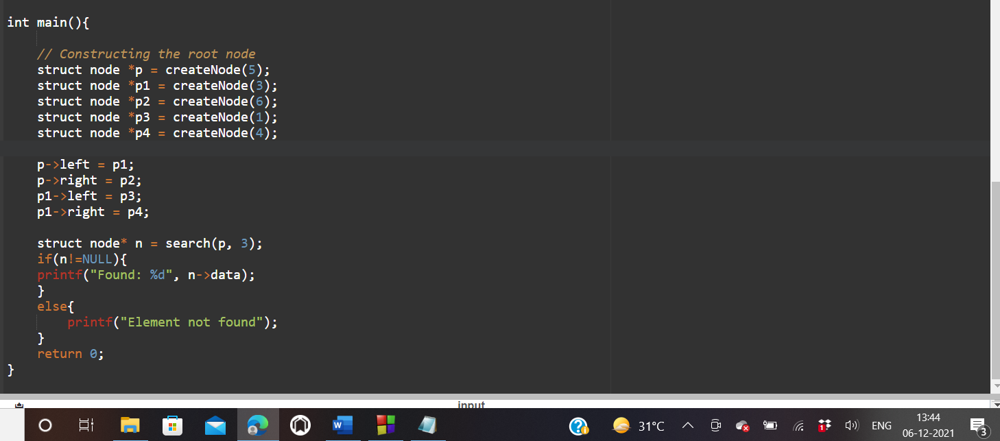 int main(){
// Constructing the root node
struct node *p = createNode(5);
struct node *p1 = createNode(3);
struct node *p2 = createNode(6);
struct node *p3 = createNode(1);
struct node *p4 = createNode(4);
p->left = p1;
p->right = p2;
p1->left = p3;
p1->right = p4;
struct node* n = search(p, 3);
if(n!=NULL){
printf("Found: %d", n->data);
}
else{
printf("Element not found");
}
return 0;
}
input
W
?
31°C
1
ENG
13:44
06-12-2021
3